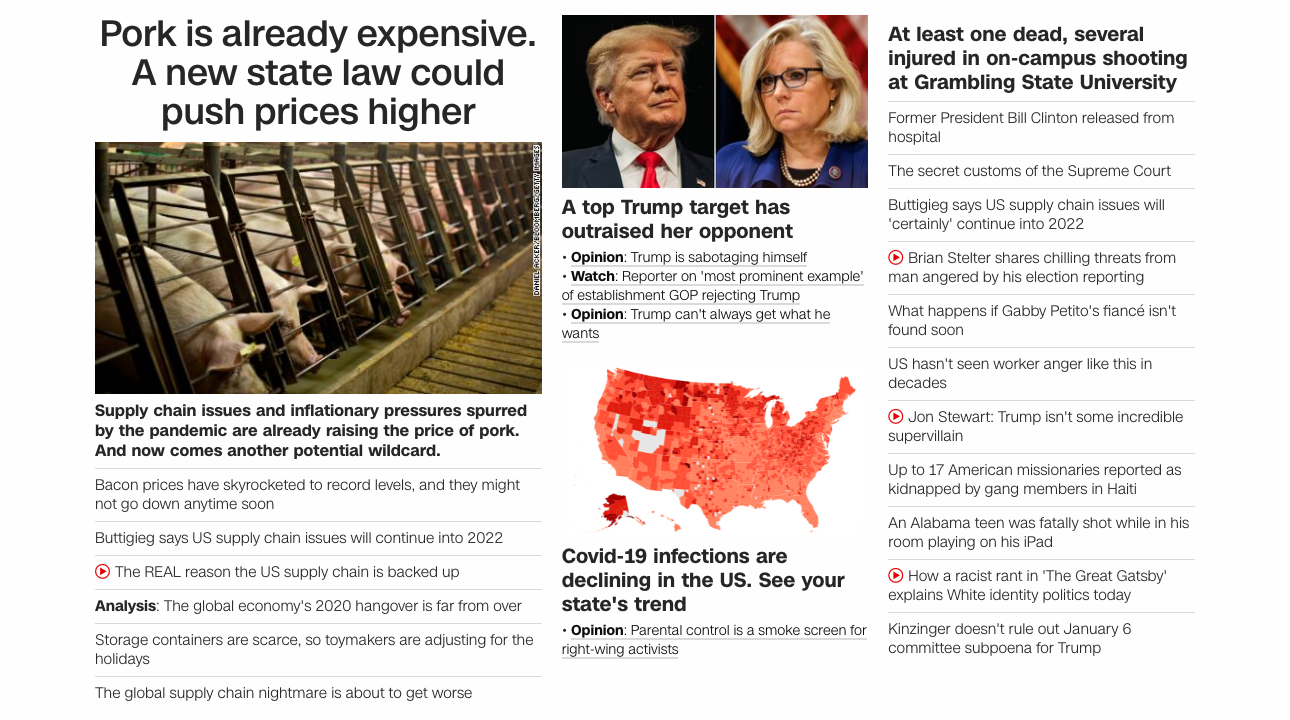 Pork is already expensive.
A new state law could
push prices higher
DANIEL ACKER/BLOOMBERG/GETTY IMAGES
Supply chain issues and inflationary pressures spurred
by the pandemic are already raising the price of pork.
And now comes another potential wildcard.
Bacon prices have skyrocketed to record levels, and they might
not go down anytime soon
Buttigieg says US supply chain issues will continue into 2022
The REAL reason the US supply chain is backed up
Analysis: The global economy's 2020 hangover is far from over
Storage containers are scarce, so toymakers are adjusting for the
holidays
The global supply chain nightmare is about to get worse
A top Trump target has
outraised her opponent
• Opinion: Trump is sabotaging himself
• Watch: Reporter on 'most prominent example'
of establishment GOP rejecting Trump
• Opinion: Trump can't always get what he
wants
Covid-19 infections are
declining in the US. See your
state's trend
• Opinion: Parental control is a smoke screen for
right-wing activists
At least one dead, several
injured in on-campus shooting
at Grambling State University
Former President Bill Clinton released from
hospital
The secret customs of the Supreme Court
Buttigieg says US supply chain issues will
'certainly' continue into 2022
Brian Stelter shares chilling threats from
man angered by his election reporting
What happens if Gabby Petito's fiancé isn't
found soon
US hasn't seen worker anger like this in
decades
Jon Stewart: Trump isn't some incredible
supervillain
Up to 17 American missionaries reported as
kidnapped by gang members in Haiti
An Alabama teen was fatally shot while in his
room playing on his iPad
How a racist rant in 'The Great Gatsby'
explains White identity politics today
Kinzinger doesn't rule out January 6
committee subpoena for Trump